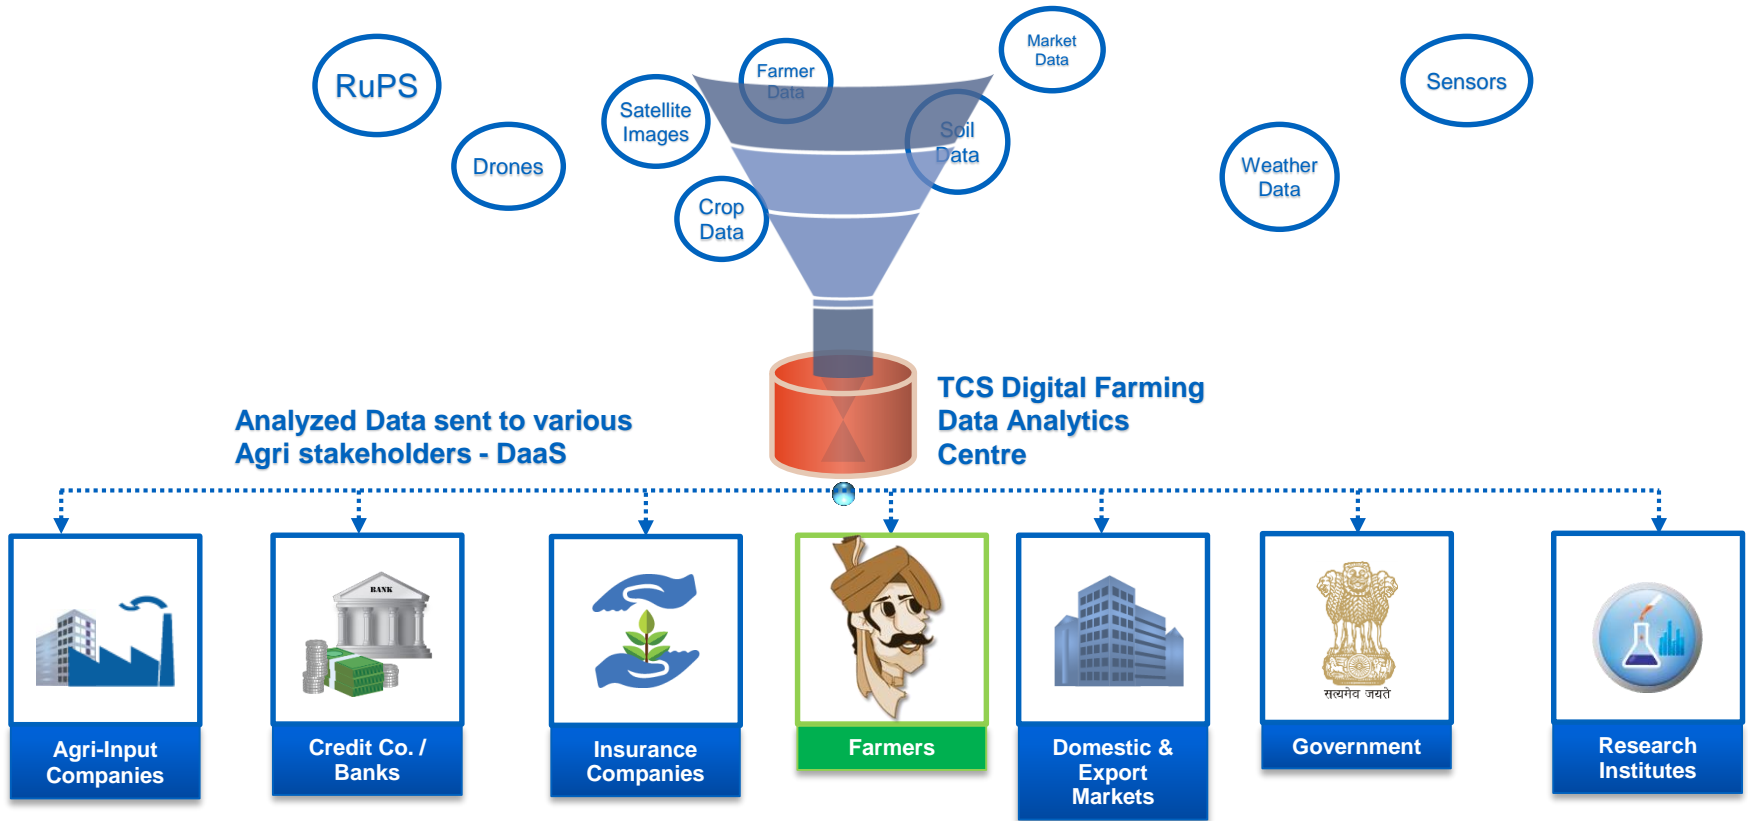 RuPS
Drones
Satellite
Images
Crop
Data
Farmer
Data
Soil
Data
Market
Data
Weather
Data
Sensors
TCS Digital Farming
Data Analytics
Centre
Analyzed Data sent to various
Agri stakeholders - DaaS
BANK
सत्यमेव जयते
Agri-Input
Companies
Credit Co. /
Banks
Insurance
Companies
Farmers
Domestic &
Export
Markets
Government
Research
Institutes